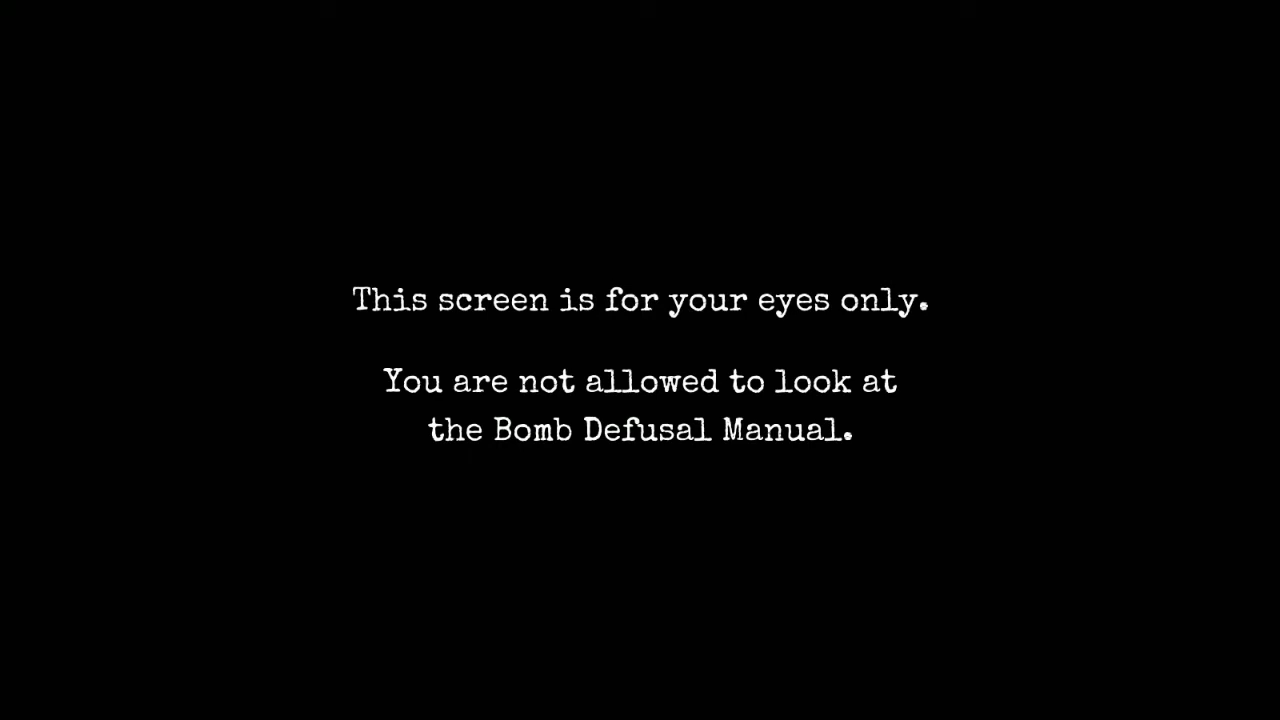 This screen is for your eyes only.
You are not allowed to look at
the Bomb Defusal Manual.